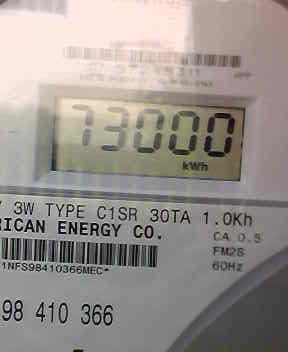 73000
kWh
3W TYPE C1SR 30TA 1.0Kh
RICAN ENERGY CO.
CA 0.5
FM2S
60Hz
1NFS98410366MEC*
98 410 366